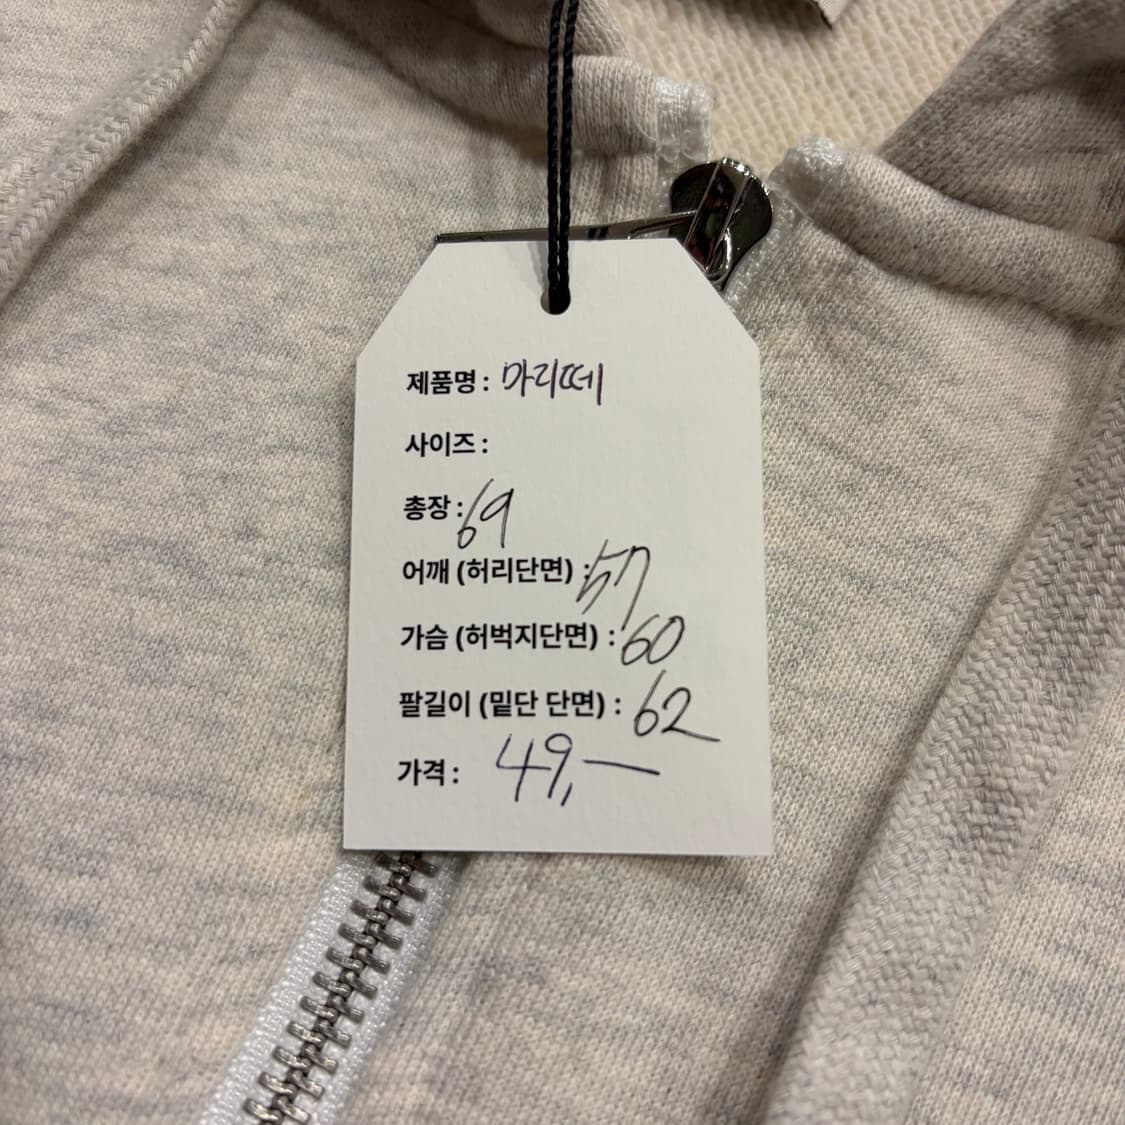 제품명 : 마리떼
사이즈 :
총장 : 69
어깨 (허리단면) : 57
가슴 (허벅지단면) : 60
팔길이 (밑단 단면) : 62
가격 : 49,—